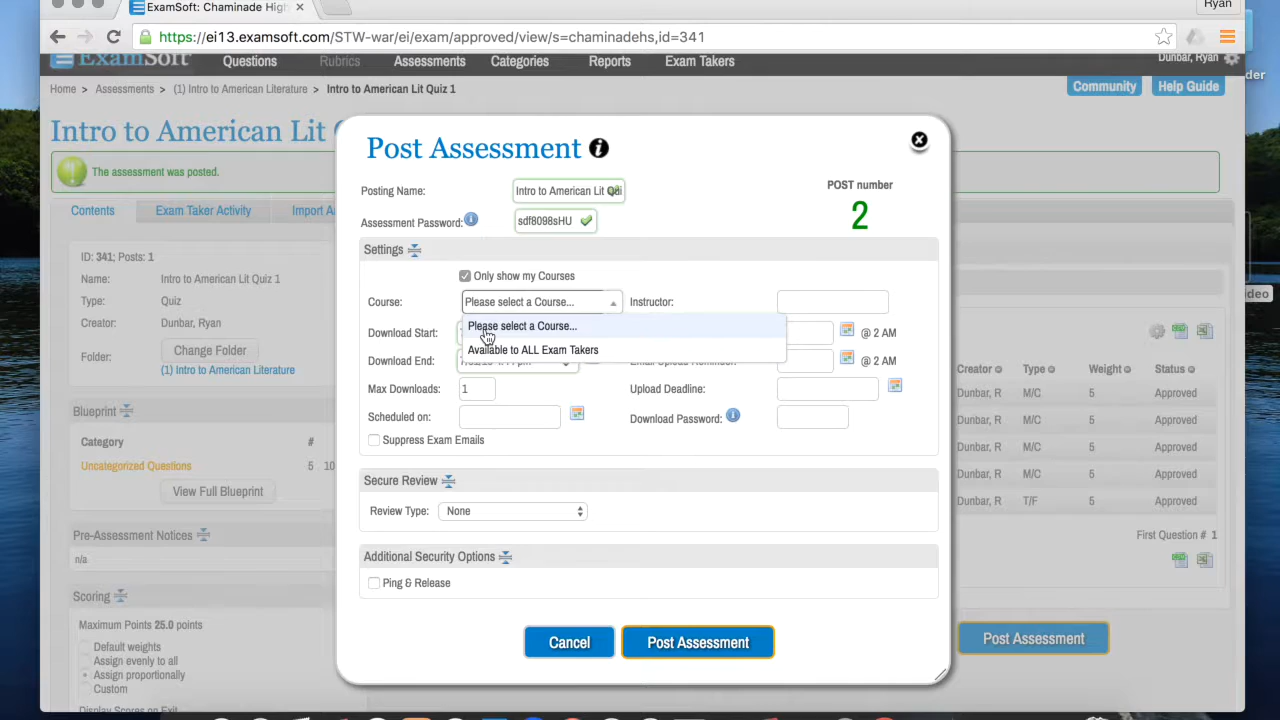 Ryan
ExamSoft: Chaminade High
https://ei13.examsoft.com/STW-war/ei/exam/approved/view/s=chaminadehs,id=341
ExamSoft
Questions Rubrics Assessments Categories Reports Exam Takers
Dunbar, Ryan
Home > Assessments > (1) Intro to American Literature > Intro to American Lit Quiz 1
Community Help Guide
Intro to American Lit
The assessment was posted.
Contents Exam Taker Activity Import A
ID: 341; Posts: 1
Name: Intro to American Lit Quiz 1
Type: Quiz
Creator: Dunbar, Ryan
Folder: Change Folder
(1) Intro to American Literature
Blueprint
Category #
Uncategorized Questions 5 10
View Full Blueprint
Pre-Assessment Notices
n/a
Scoring
Maximum Points 25.0 points
Default weights
Assign evenly to all
Assign proportionally
Custom
Display Scores on Exit
Post Assessment
Posting Name: Intro to American Lit Qui
POST number
2
Assessment Password: sdf8098sHU
Settings
Only show my Courses
Course: Please select a Course... Instructor:
Please select a Course...
Available to ALL Exam Takers
Download Start: @ 2 AM
Download End: @ 2 AM
Max Downloads: 1 Upload Deadline:
Scheduled on: Download Password:
Suppress Exam Emails
Secure Review
Review Type: None
Additional Security Options
Ping & Release
Cancel Post Assessment
Creator Type Weight Status
Dunbar, R M/C 5 Approved
Dunbar, R M/C 5 Approved
Dunbar, R M/C 5 Approved
Dunbar, R M/C 5 Approved
Dunbar, R T/F 5 Approved
First Question # 1
Post Assessment
der
ideo